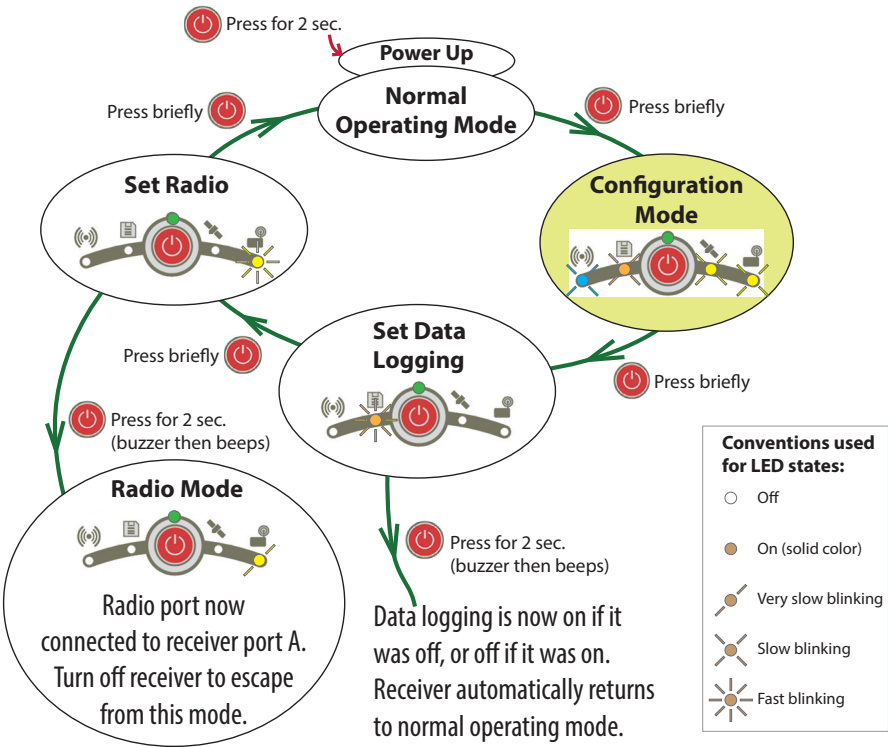 Press for 2 sec.
Power Up
Normal
Operating Mode
Press briefly
Press briefly
Set Radio
Configuration
Mode
Set Data
Logging
Press briefly
Press briefly
Press for 2 sec.
(buzzer then beeps)
Radio Mode
Radio port now
connected to receiver port A.
Turn off receiver to escape
from this mode.
Press for 2 sec.
(buzzer then beeps)
Data logging is now on if it
was off, or off if it was on.
Receiver automatically returns
to normal operating mode.
Conventions used
for LED states:
Off
On (solid color)
Very slow blinking
Slow blinking
Fast blinking